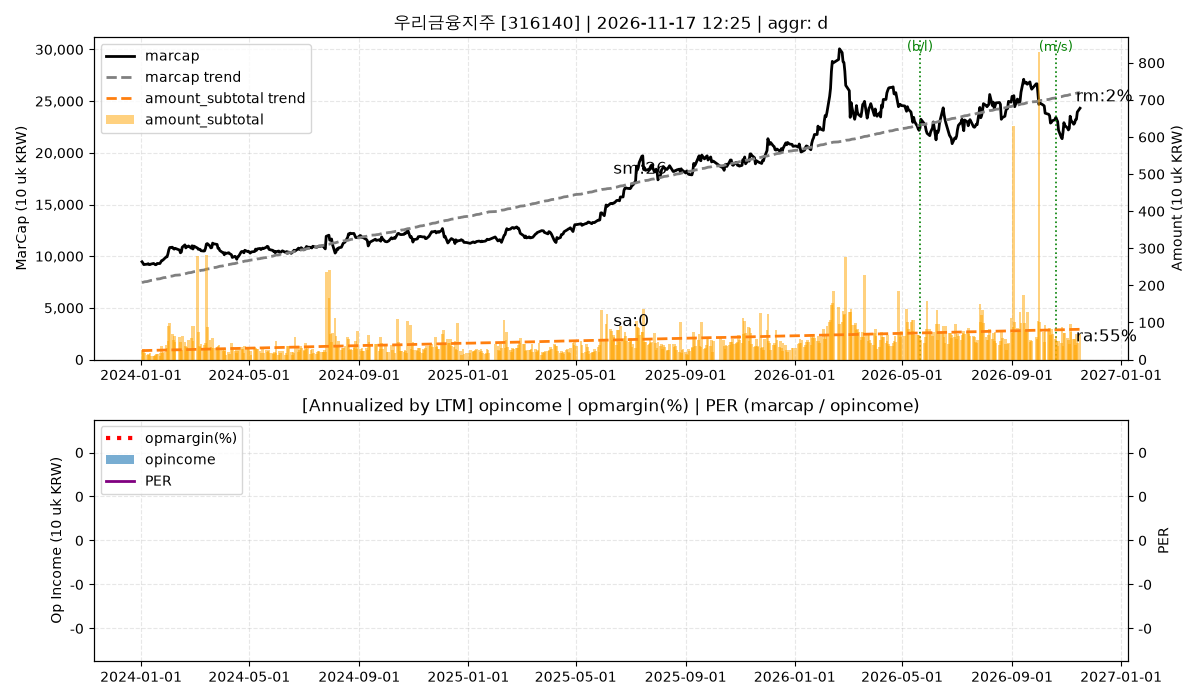 우리금융지주 [316140] | 2026-11-17 12:25 | aggr: d
marcap
marcap trend
amount_subtotal trend
amount_subtotal
(b/l)
(m/s)
rm:2%
sm:26
sa:0
ra:55%
MarCap (10 uk KRW)
30,000
25,000
20,000
15,000
10,000
5,000
0
Amount (10 uk KRW)
800
700
600
500
400
300
200
100
0
2024-01-01
2024-05-01
2024-09-01
2025-01-01
2025-05-01
2025-09-01
2026-01-01
2026-05-01
2026-09-01
2027-01-01
[Annualized by LTM] opincome | opmargin(%) | PER (marcap / opincome)
opmargin(%)
opincome
PER
Op Income (10 uk KRW)
0
0
0
-0
-0
PER
0
0
0
-0
-0
2024-01-01
2024-05-01
2024-09-01
2025-01-01
2025-05-01
2025-09-01
2026-01-01
2026-05-01
2026-09-01
2027-01-01